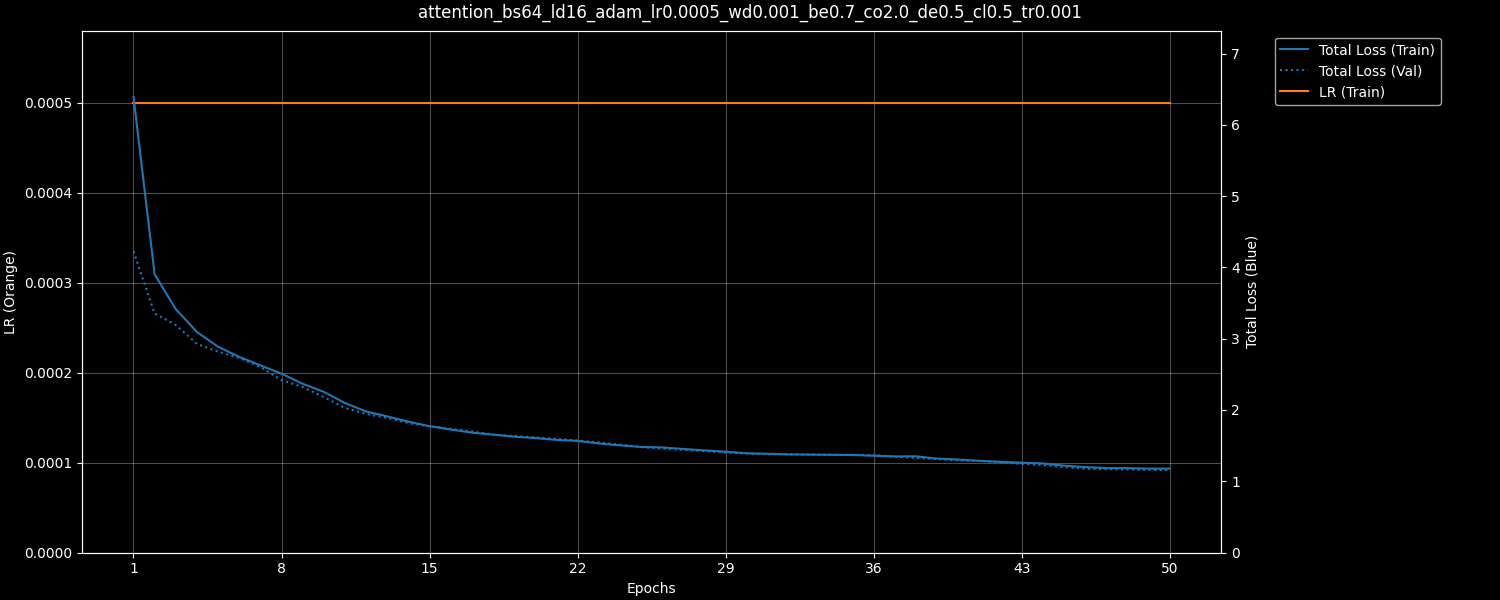 attention_bs64_ld16_adam_lr0.0005_wd0.001_be0.7_co2.0_de0.5_cl0.5_tr0.001
Total Loss (Train)
Total Loss (Val)
LR (Train)
LR (Orange)
0.0005
0.0004
0.0003
0.0002
0.0001
0.0000
7
6
5
4
3
2
1
0
Total Loss (Blue)
1 8 15 22 29 36 43 50
Epochs